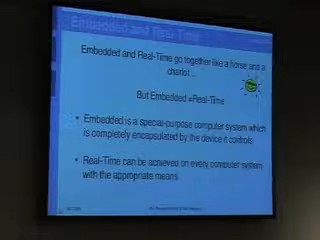 Embedded and Real-Time
Embedded and Real-Time go together like a horse and a
chariot...
But Embedded ≠Real-Time
• Embedded is a special-purpose computer system which
is completely encapsulated by the device it controls
• Real-Time can be achieved on every computer system
with the appropriate means